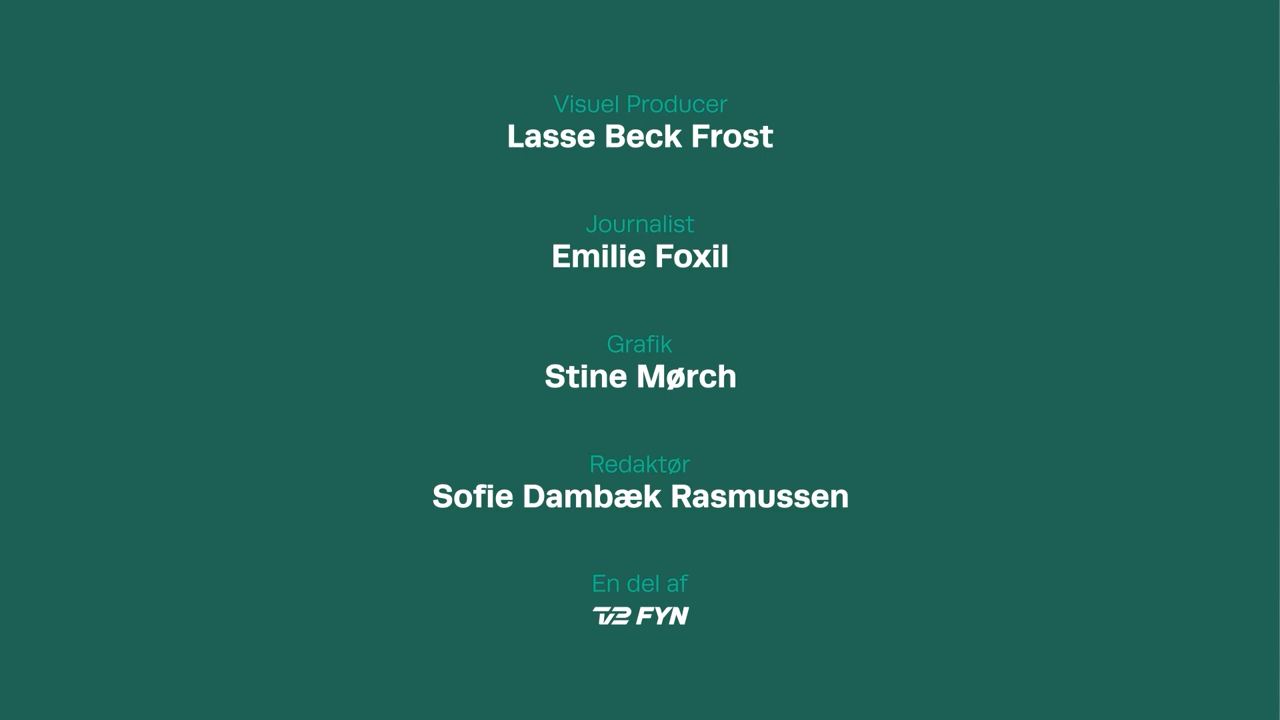 Visuel Producer
Lasse Beck Frost
Journalist
Emilie Foxil
Grafik
Stine Mørch
Redaktør
Sofie Dambæk Rasmussen
En del af
TV2 FYN